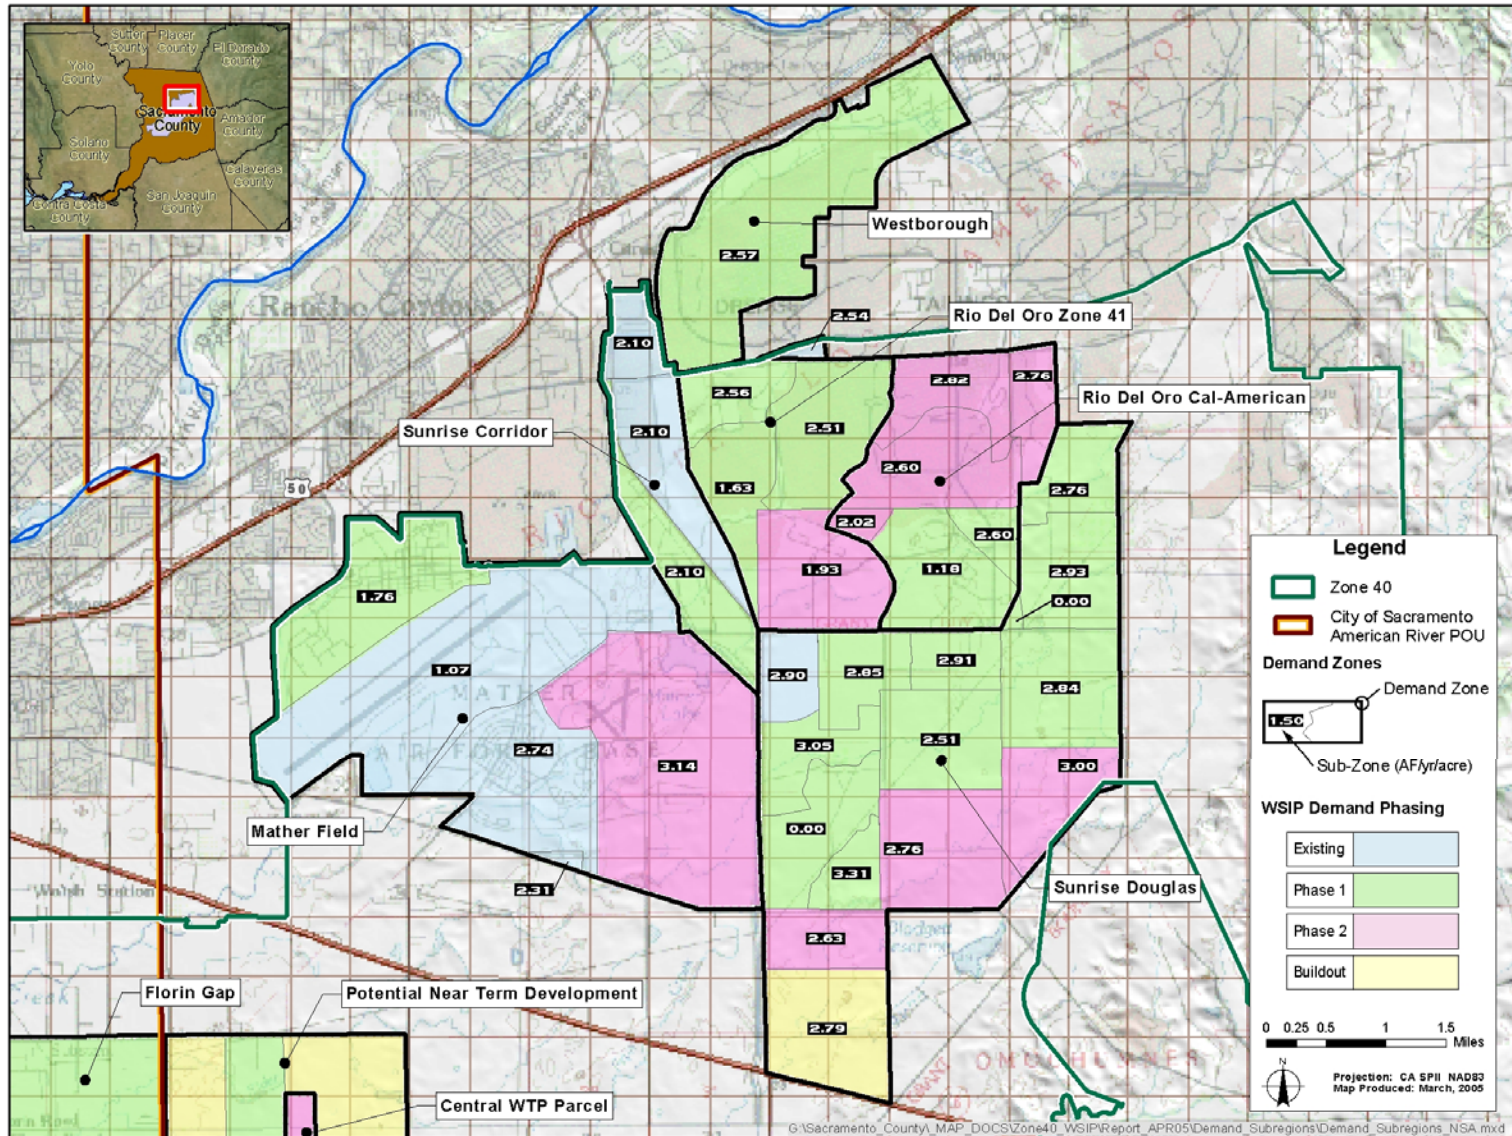 Sutter
County
Placer
County
El Dorado
County
Yolo
County
Sacramento
County
Amador
County
Solano
County
Calaveras
County
Contra Costa
County
San Joaquin
County
Rancho Cordova
Westborough
2.57
2.54
Rio Del Oro Zone 41
2.10
2.56
2.82
2.76
Rio Del Oro Cal-American
Sunrise Corridor
2.10
2.51
2.60
50
1.63
2.76
2.02
2.60
2.10
1.93
1.18
2.93
1.76
0.00
1.07
2.90
2.85
2.91
2.84
MATHER
AIR FORCE BASE
2.74
3.14
3.05
2.51
3.00
Mather Field
0.00
2.76
2.31
3.31
Sunrise Douglas
2.63
Florin Gap
Potential Near Term Development
2.79
OMOCHUMNES
Central WTP Parcel
Legend
Zone 40
City of Sacramento
American River POU
Demand Zones
Demand Zone
1.50
Sub-Zone (AF/yr/acre)
WSIP Demand Phasing
Existing
Phase 1
Phase 2
Buildout
0 0.25 0.5 1 1.5
Miles
N
Projection: CA SPII NAD83
Map Produced: March, 2005
G:\Sacramento_County\_MAP_DOCS\Zone40_WSIP\Report_APR05\Demand_Subregions\Demand_Subregions_NSA.mxd